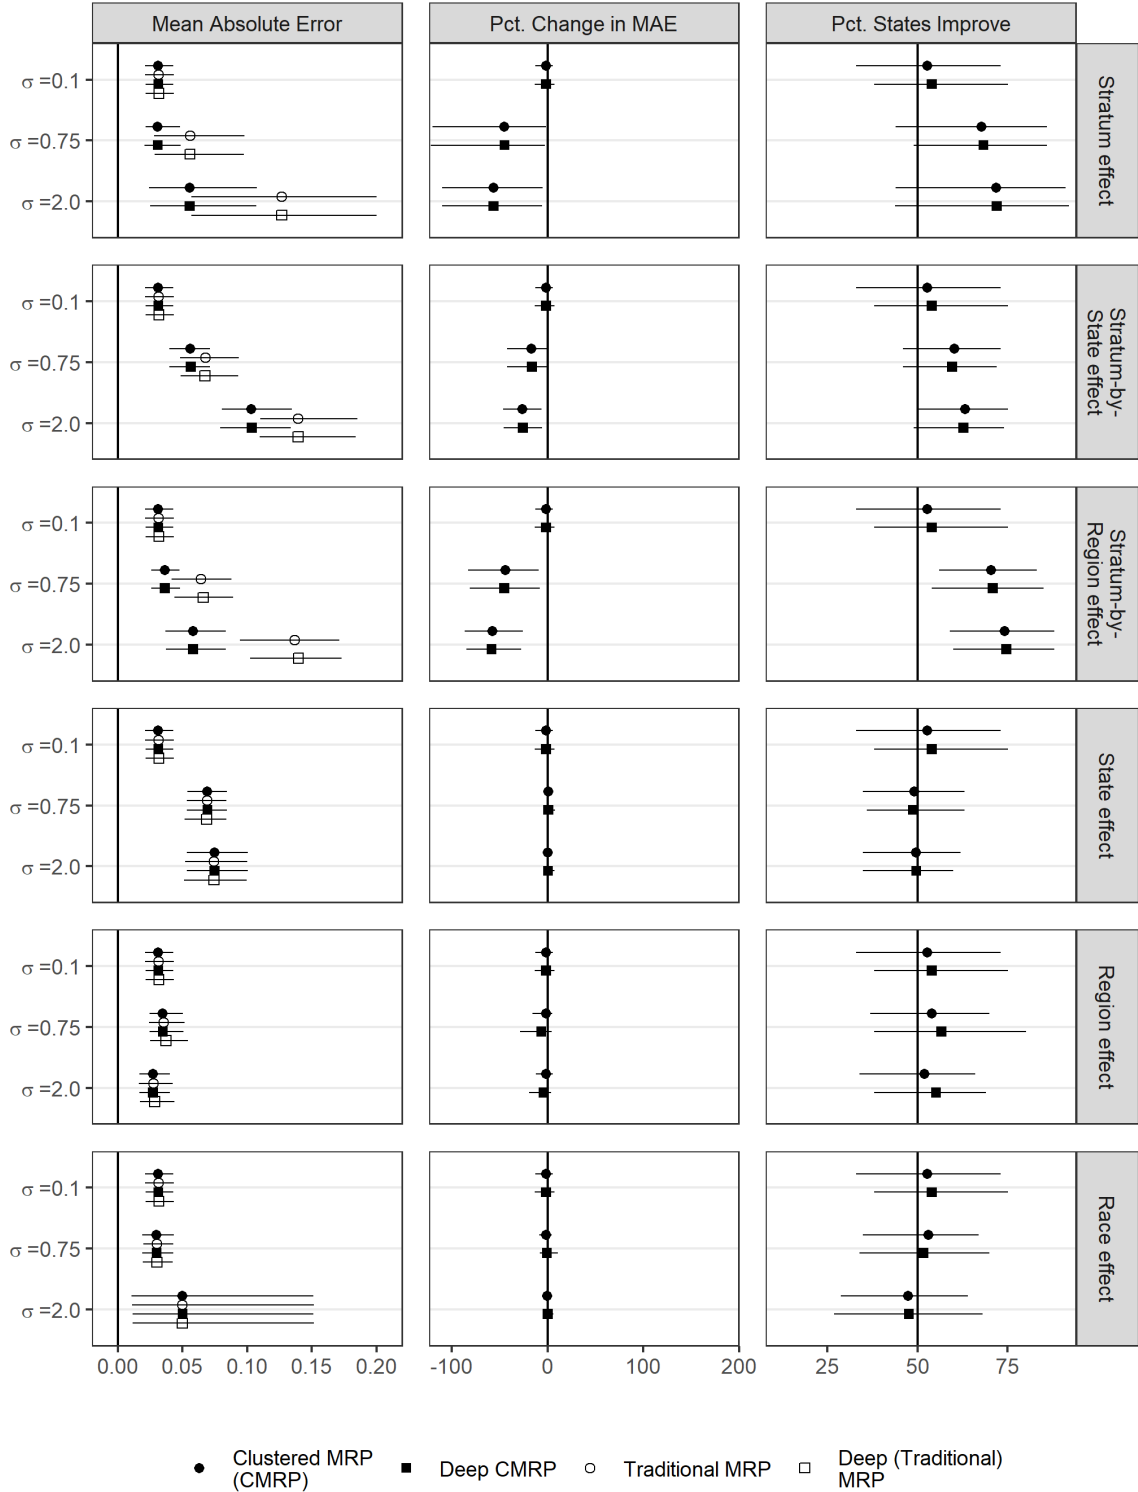 Mean Absolute Error
Pct. Change in MAE
Pct. States Improve
σ =0.1
σ =0.75
σ =2.0
Stratum effect
σ =0.1
σ =0.75
σ =2.0
Stratum-by-
State effect
σ =0.1
σ =0.75
σ =2.0
Stratum-by-
Region effect
σ =0.1
σ =0.75
σ =2.0
State effect
σ =0.1
σ =0.75
σ =2.0
Region effect
σ =0.1
σ =0.75
σ =2.0
Race effect
0.00 0.05 0.10 0.15 0.20
-100 0 100 200
25 50 75
Clustered MRP
(CMRP)
Deep CMRP
Traditional MRP
Deep (Traditional)
MRP